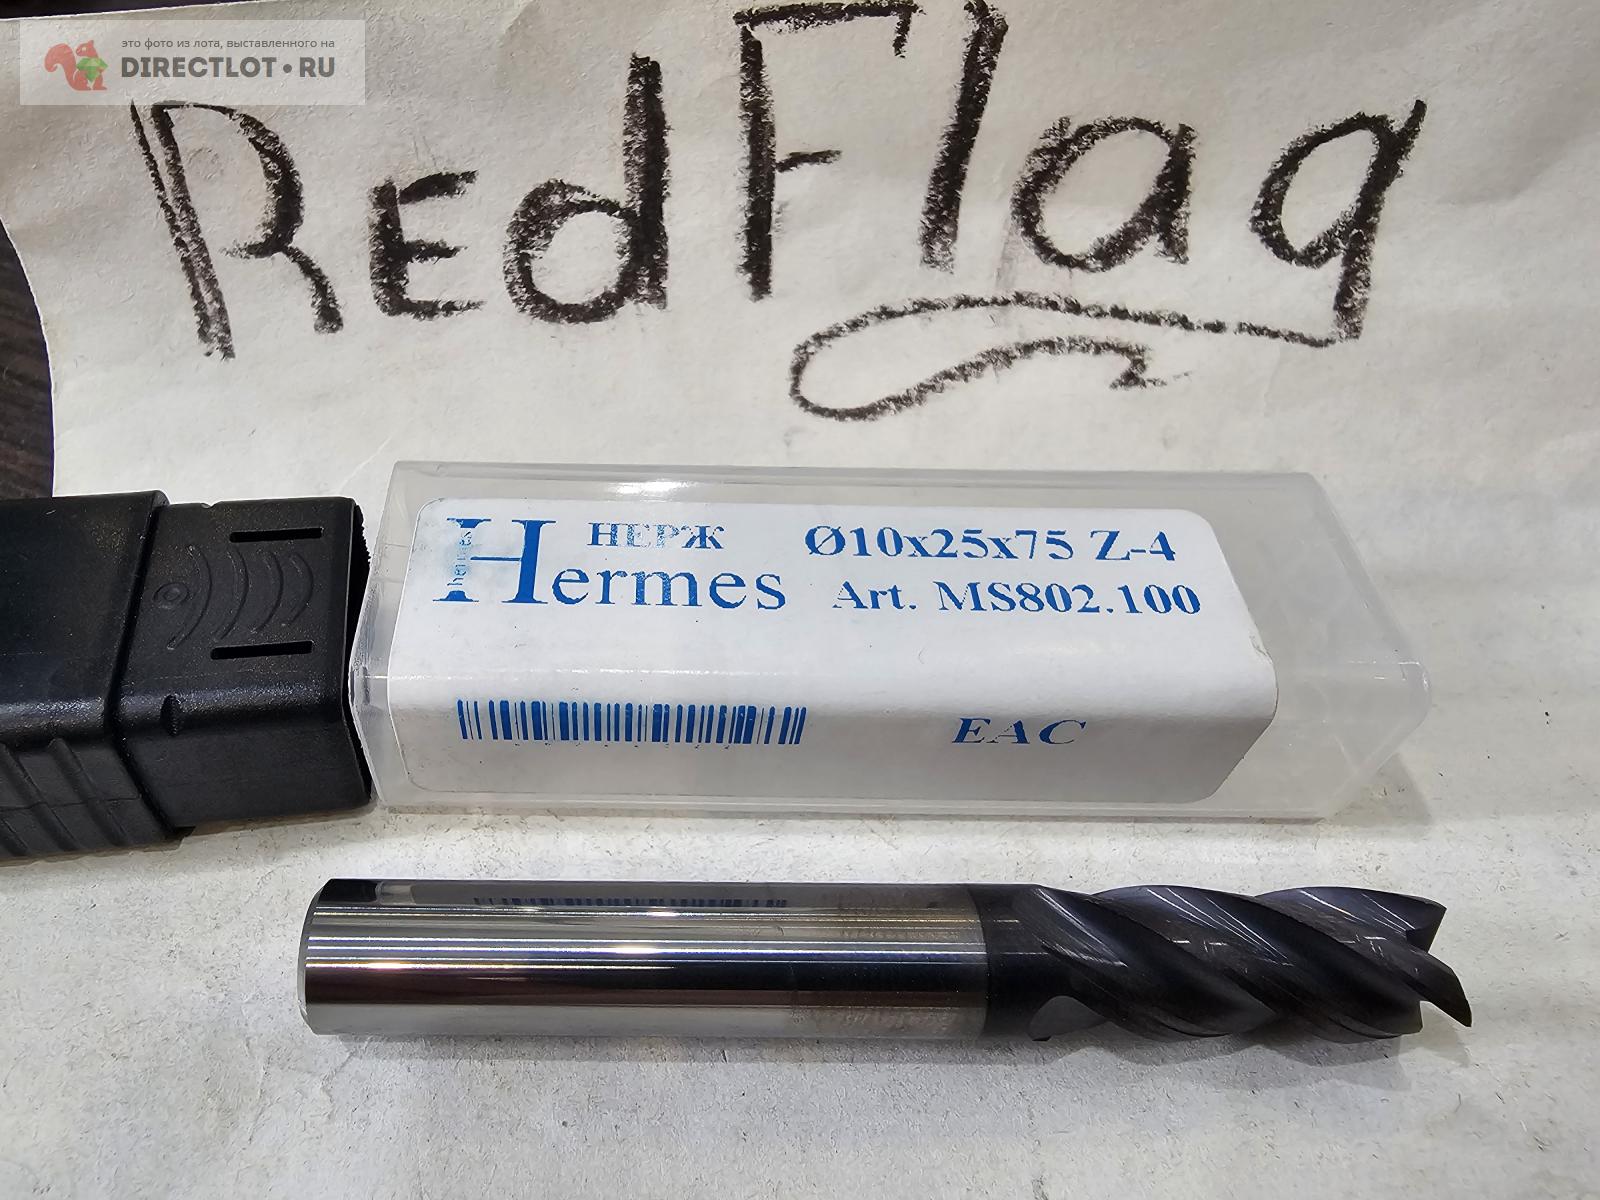 это фото из лота, выставленного на
DIRECTLOT•RU
RedFlag
НЕРЖ
Hermes
Ø10x25x75 Z-4
Art. MS802.100
EAC